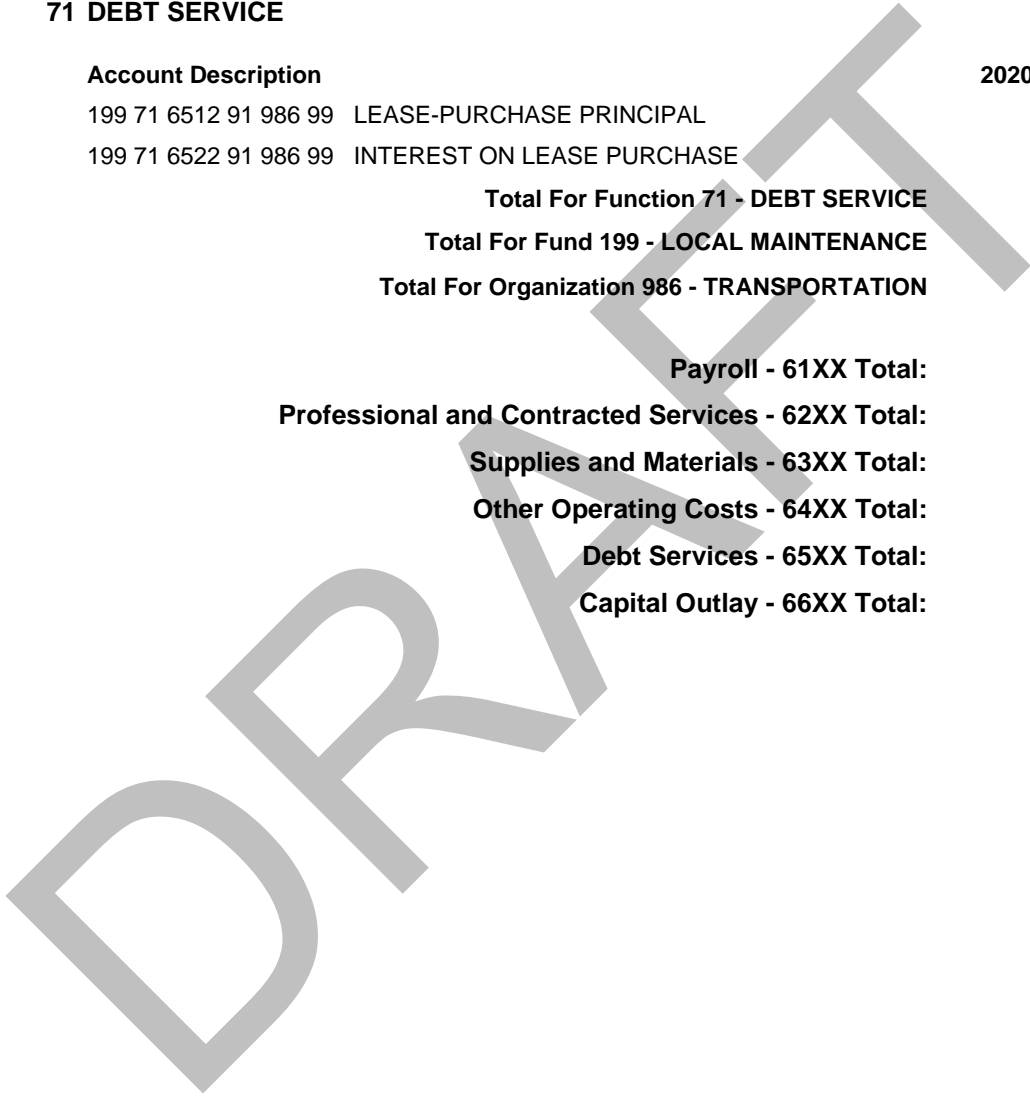 71 DEBT SERVICE
Account Description 2020
199 71 6512 91 986 99 LEASE-PURCHASE PRINCIPAL
199 71 6522 91 986 99 INTEREST ON LEASE PURCHASE
Total For Function 71 - DEBT SERVICE
Total For Fund 199 - LOCAL MAINTENANCE
Total For Organization 986 - TRANSPORTATION
Payroll - 61XX Total:
Professional and Contracted Services - 62XX Total:
Supplies and Materials - 63XX Total:
Other Operating Costs - 64XX Total:
Debt Services - 65XX Total:
Capital Outlay - 66XX Total:
DRAFT